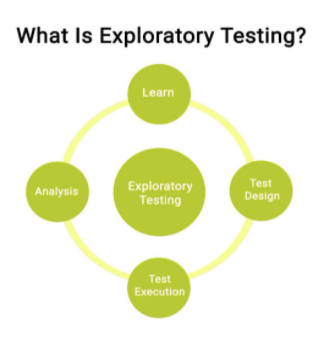 What Is Exploratory Testing?
Learn
Analysis
Exploratory
Testing
Test
Design
Test
Execution